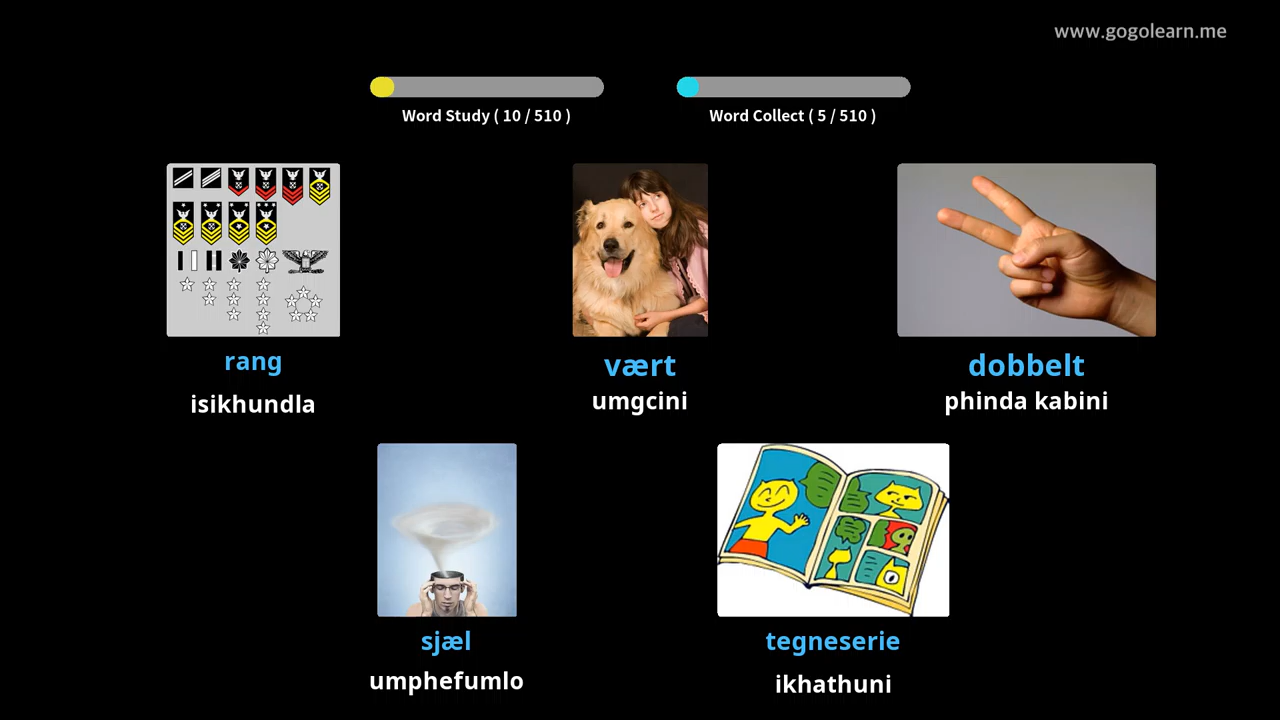 www.gogolearn.me
Word Study ( 10 / 510 )
Word Collect ( 5 / 510 )
rang
isikhundla
vært
umgcini
dobbelt
phinda kabini
sjæl
umphefumlo
tegneserie
ikhathuni